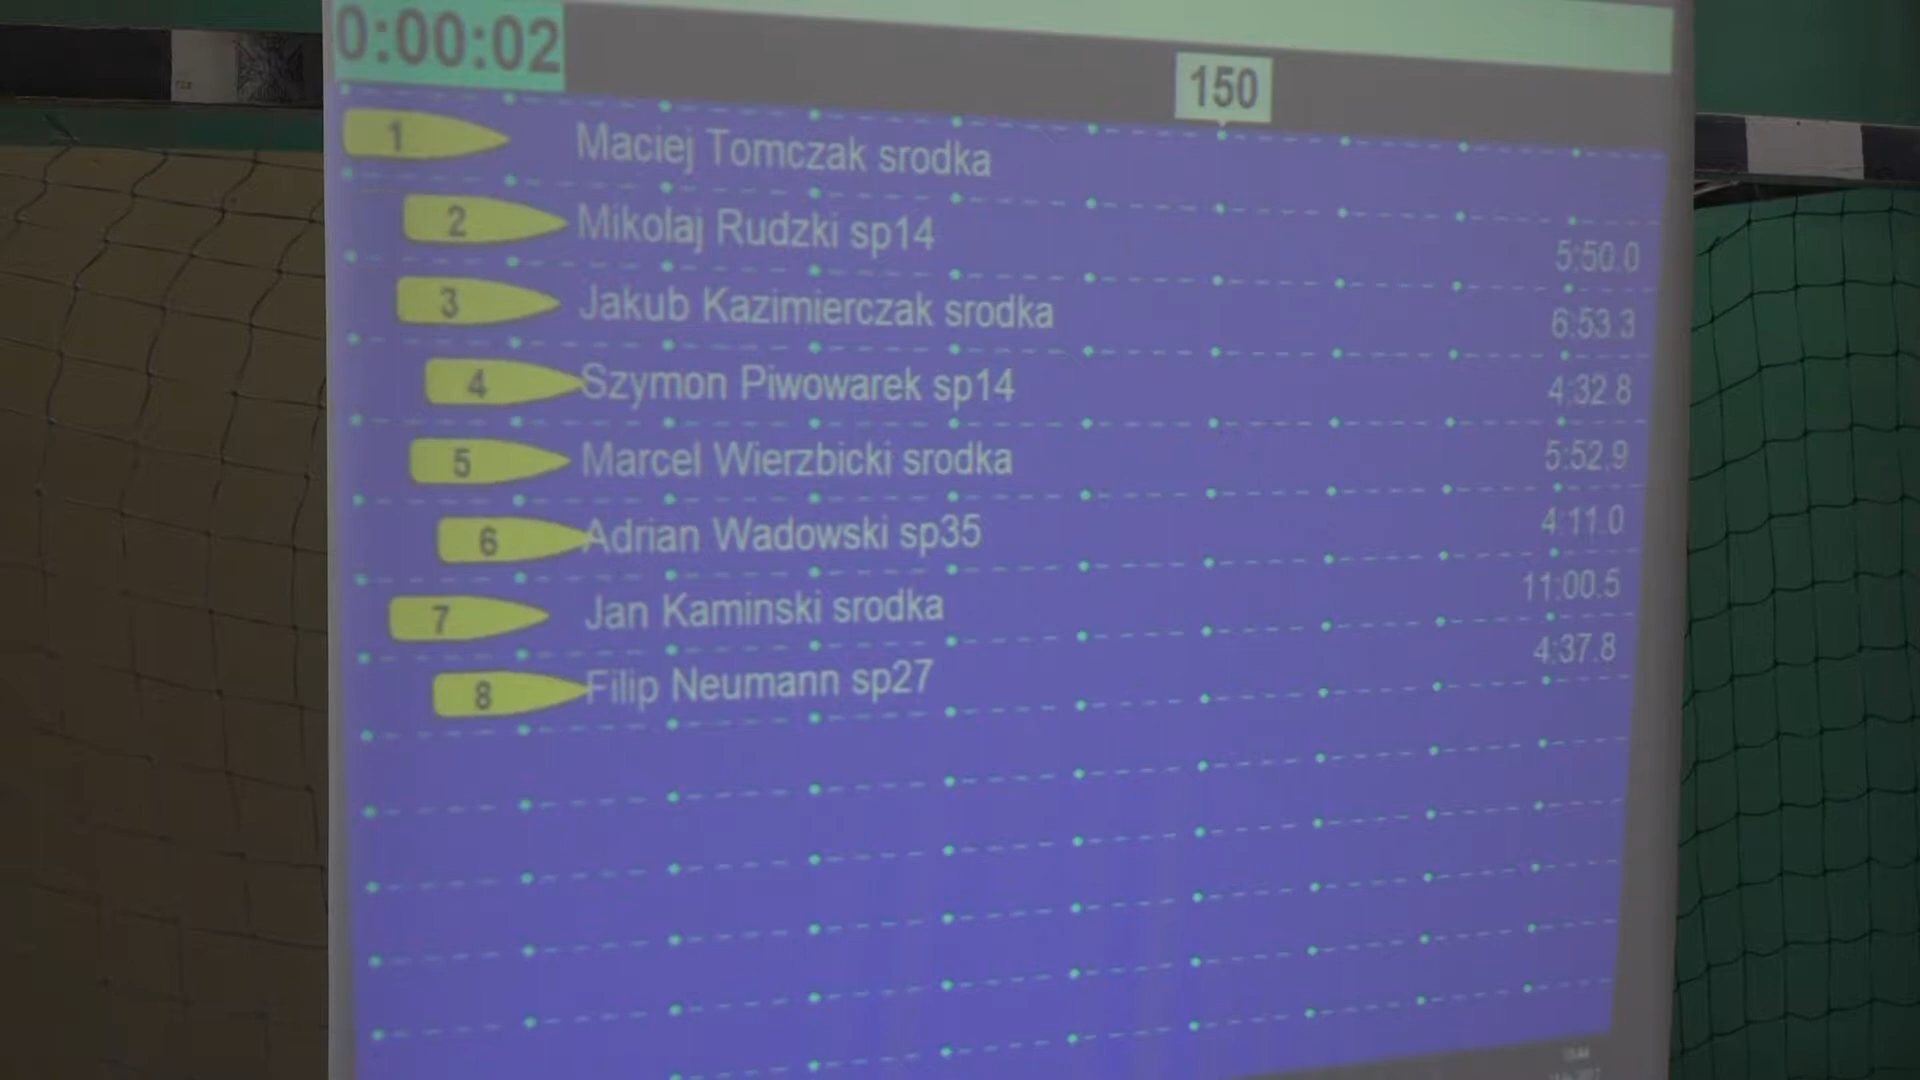 0:00:02
150
1 Maciej Tomczak srodka
2 Mikolaj Rudzki sp14 5:50.0
3 Jakub Kazimierczak srodka 6:53.3
4 Szymon Piwowarek sp14 4:32.8
5 Marcel Wierzbicki srodka 5:52.9
6 Adrian Wadowski sp35 4:11.0
7 Jan Kaminski srodka 11:00.5
8 Filip Neumann sp27 4:37.8